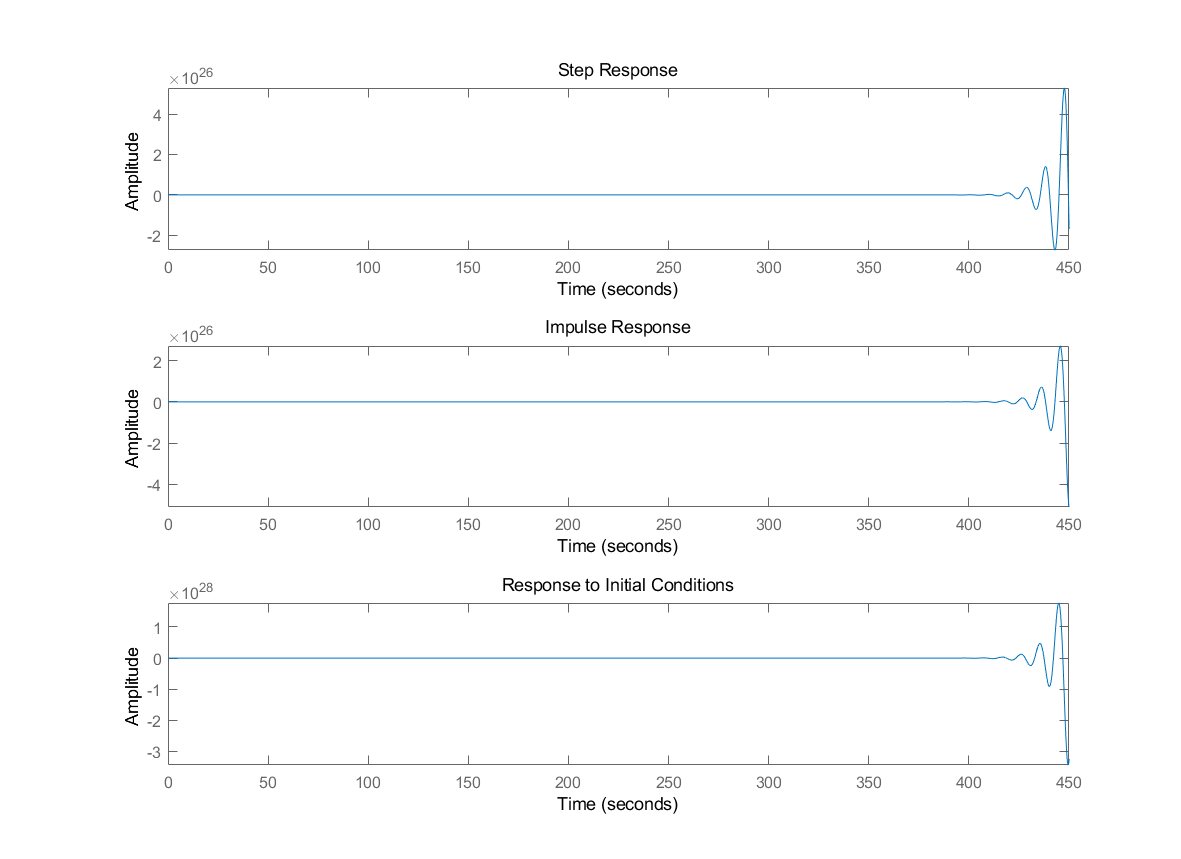 Step Response
×10^26
4
2
0
-2
Amplitude
0 50 100 150 200 250 300 350 400 450
Time (seconds)
Impulse Response
×10^26
2
0
-2
-4
Amplitude
0 50 100 150 200 250 300 350 400 450
Time (seconds)
Response to Initial Conditions
×10^28
1
0
-1
-2
-3
Amplitude
0 50 100 150 200 250 300 350 400 450
Time (seconds)